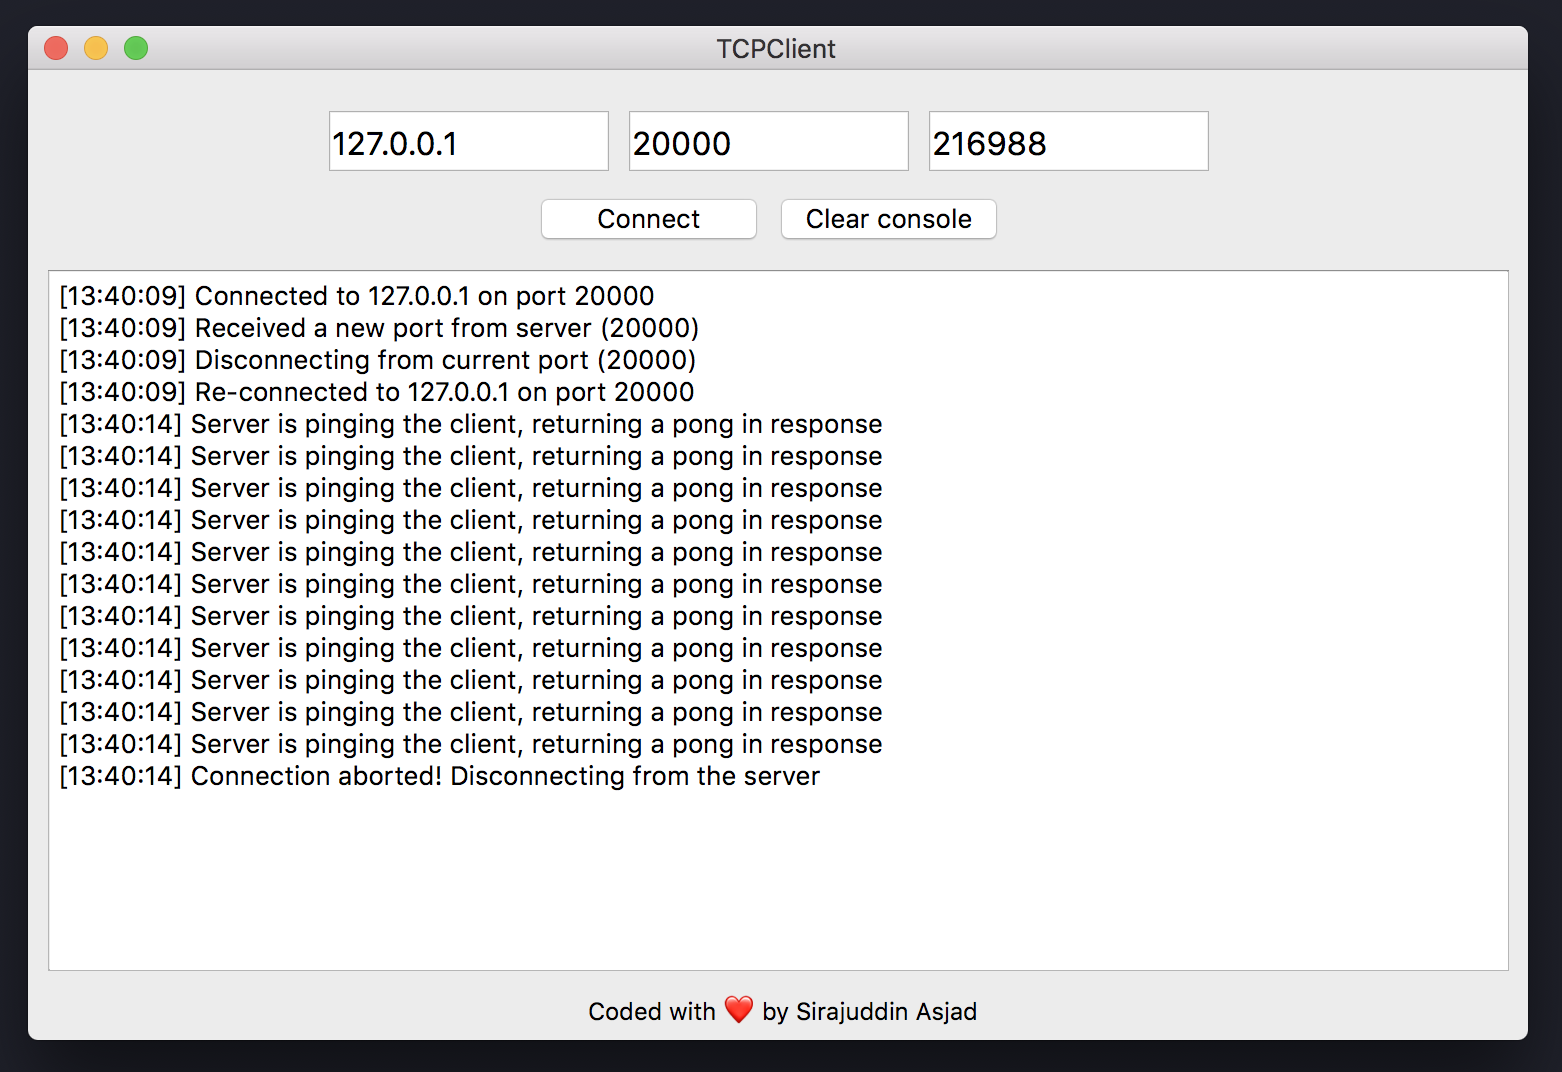 TCPClient
127.0.0.1 20000 216988
Connect Clear console
[13:40:09] Connected to 127.0.0.1 on port 20000
[13:40:09] Received a new port from server (20000)
[13:40:09] Disconnecting from current port (20000)
[13:40:09] Re-connected to 127.0.0.1 on port 20000
[13:40:14] Server is pinging the client, returning a pong in response
[13:40:14] Server is pinging the client, returning a pong in response
[13:40:14] Server is pinging the client, returning a pong in response
[13:40:14] Server is pinging the client, returning a pong in response
[13:40:14] Server is pinging the client, returning a pong in response
[13:40:14] Server is pinging the client, returning a pong in response
[13:40:14] Server is pinging the client, returning a pong in response
[13:40:14] Server is pinging the client, returning a pong in response
[13:40:14] Server is pinging the client, returning a pong in response
[13:40:14] Server is pinging the client, returning a pong in response
[13:40:14] Server is pinging the client, returning a pong in response
[13:40:14] Connection aborted! Disconnecting from the server
Coded with ❤️ by Sirajuddin Asjad